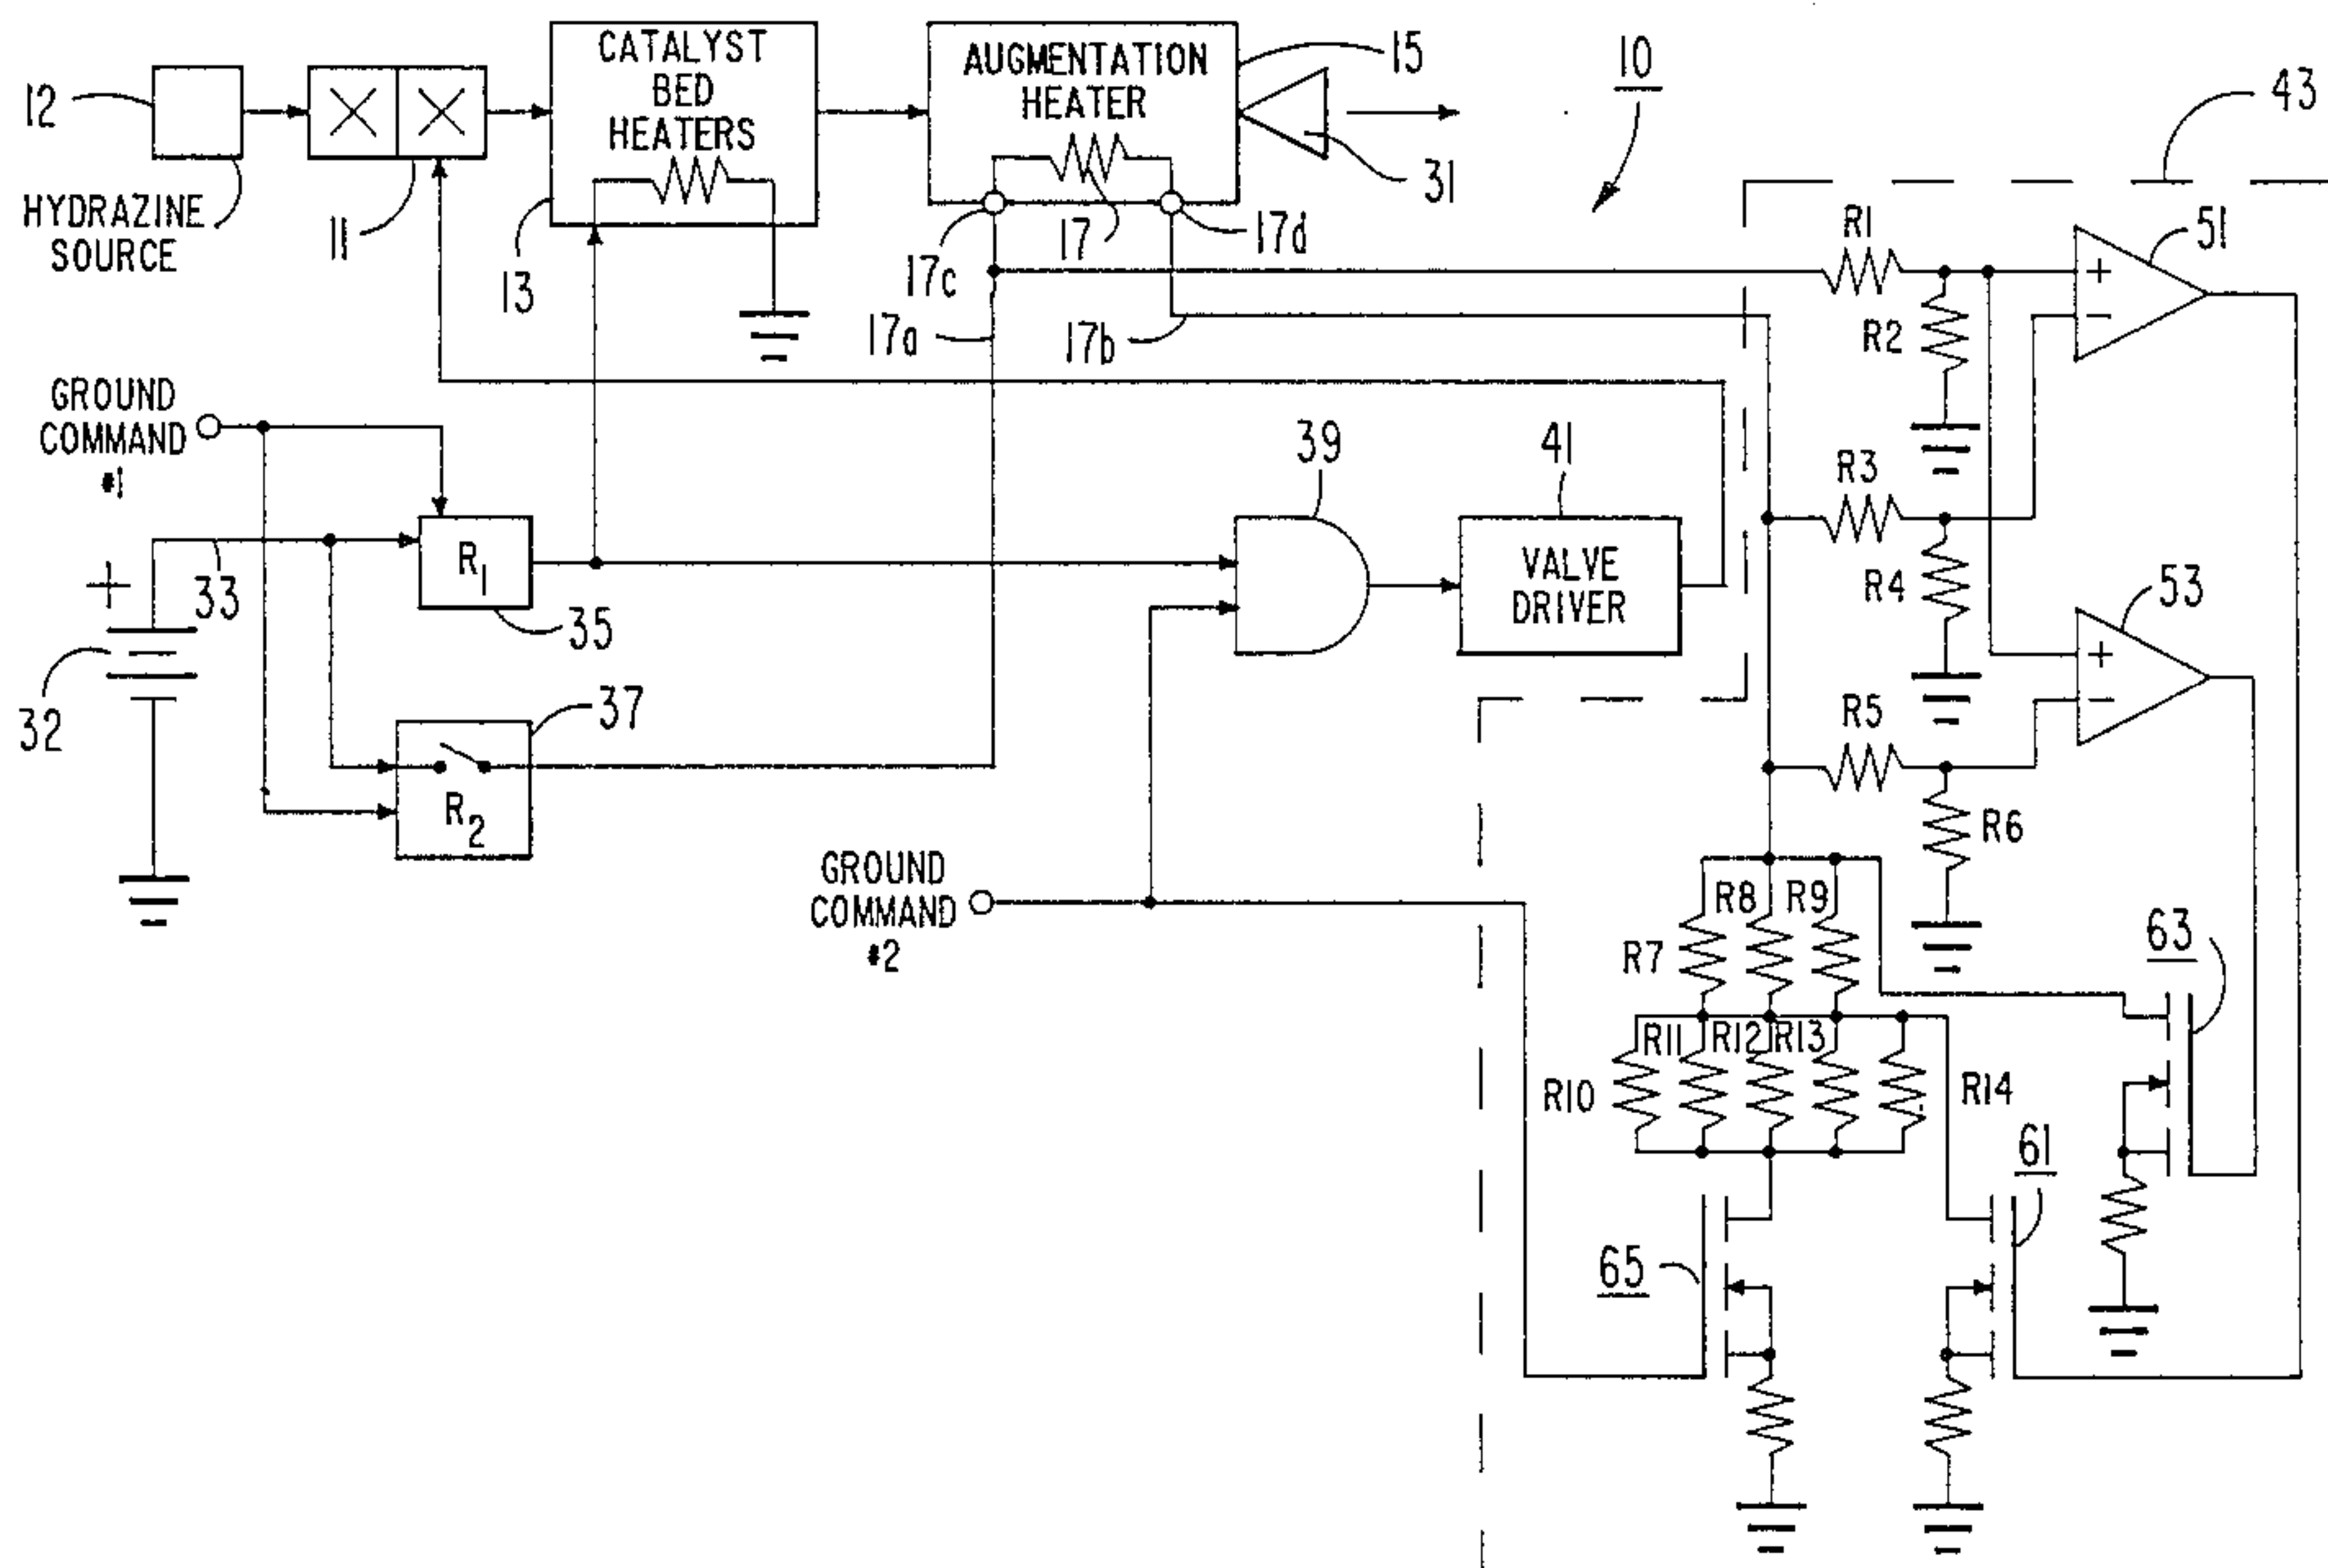 CATALYST
BED
HEATERS
AUGMENTATION
HEATER
15
10
43
12
31
HYDRAZINE
SOURCE
11
13
17c
17
17d
R1
51
+
−
17a
17b
R2
GROUND
COMMAND
#1
39
41
R3
R1
VALVE
DRIVER
R4
53
+
33
35
+
−
32
37
R5
R2
R6
GROUND
COMMAND
#2
R8
R9
R7
63
R11
R12
R13
R10
R14
61
65